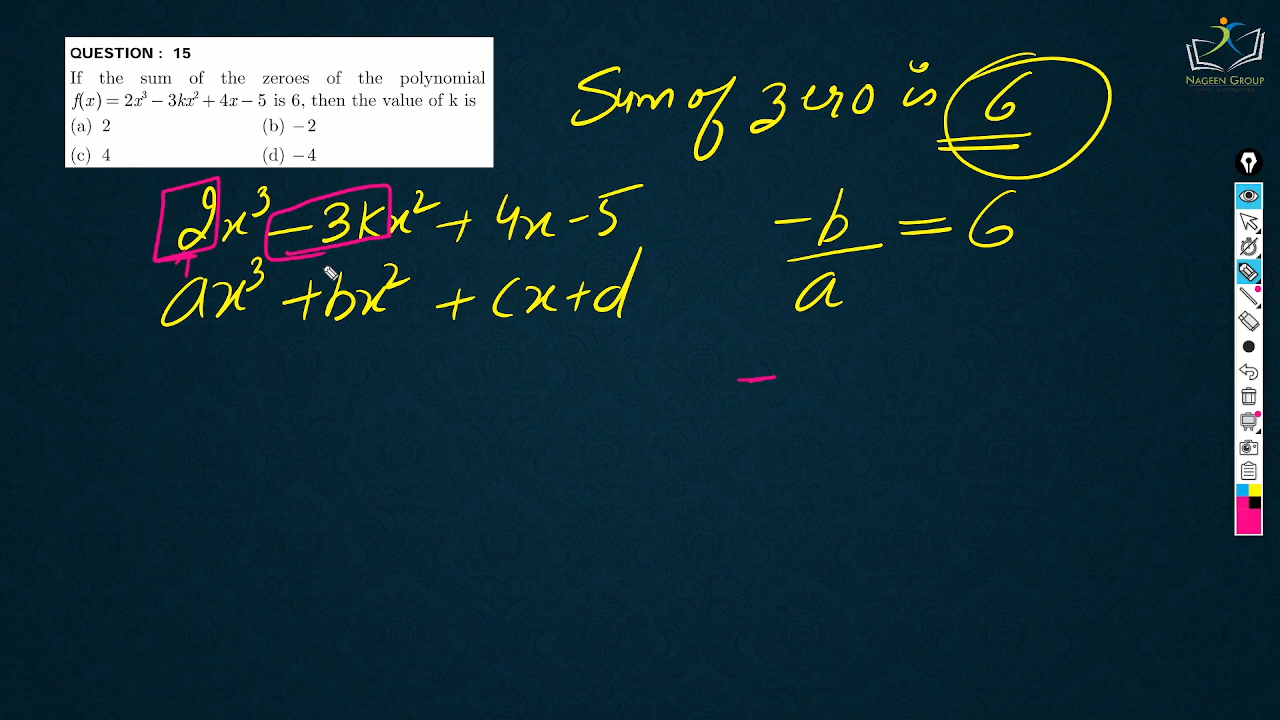 QUESTION : 15
If the sum of the zeroes of the polynomial
f(x) = 2x³ − 3kx² + 4x − 5 is 6, then the value of k is
(a) 2 (b) − 2
(c) 4 (d) − 4
Sum of zero is 6
NAGEEN GROUP
2x³ − 3kx² + 4x − 5
ax³ + bx² + cx + d
−b/a = 6
−